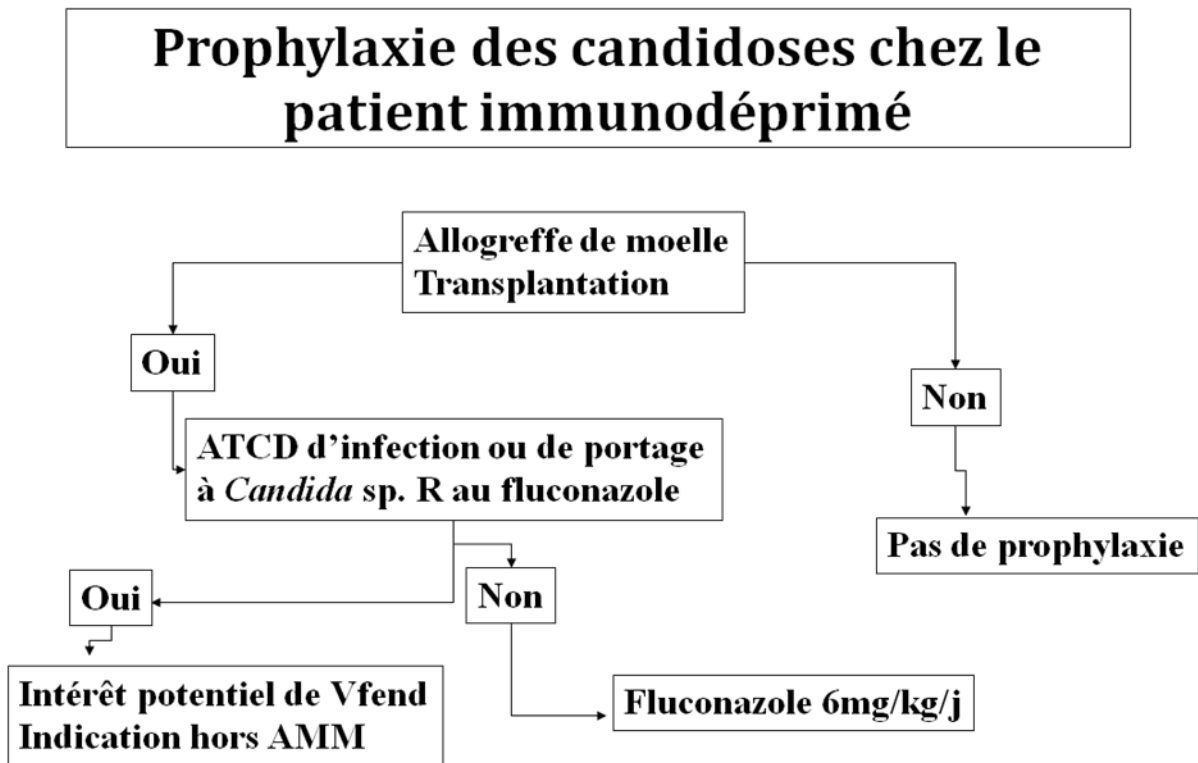 Prophylaxie des candidoses chez le
patient immunodéprimé
Allogreffe de moelle
Transplantation
Oui
Non
ATCD d’infection ou de portage
à Candida sp. R au fluconazole
Pas de prophylaxie
Oui
Non
Intérêt potentiel de Vfend
Indication hors AMM
Fluconazole 6mg/kg/j